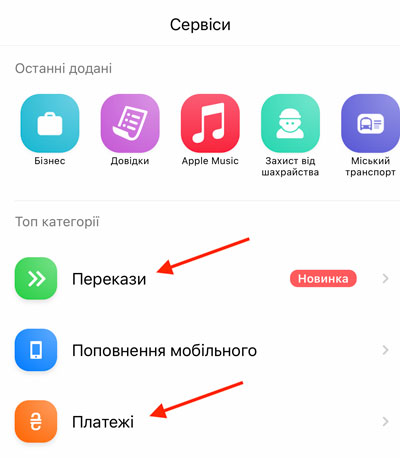 Сервіси
Останні додані
Бізнес
Довідки
Apple Music
Захист від
шахрайства
Міський
транспорт
Топ категорії
Перекази
Новинка
Поповнення мобільного
₴ Платежі